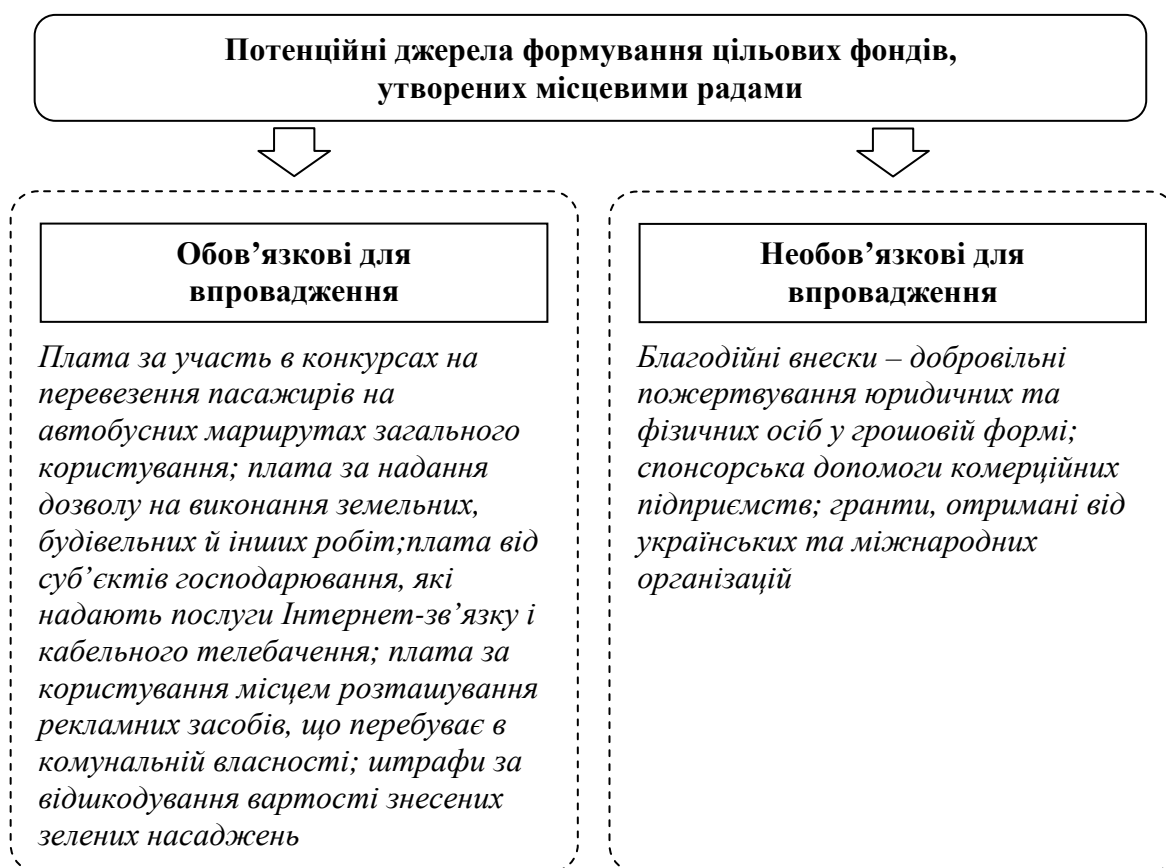 Потенційні джерела формування цільових фондів,
утворених місцевими радами
Обов’язкові для
впровадження
Плата за участь в конкурсах на
перевезення пасажирів на
автобусних маршрутах загального
користування; плата за надання
дозволу на виконання земельних,
будівельних й інших робіт;плата від
суб’єктів господарювання, які
надають послуги Інтернет-зв’язку і
кабельного телебачення; плата за
користування місцем розташування
рекламних засобів, що перебуває в
комунальній власності; штрафи за
відшкодування вартості знесених
зелених насаджень
Необов’язкові для
впровадження
Благодійні внески – добровільні
пожертвування юридичних та
фізичних осіб у грошовій формі;
спонсорська допомоги комерційних
підприємств; гранти, отримані від
українських та міжнародних
організацій